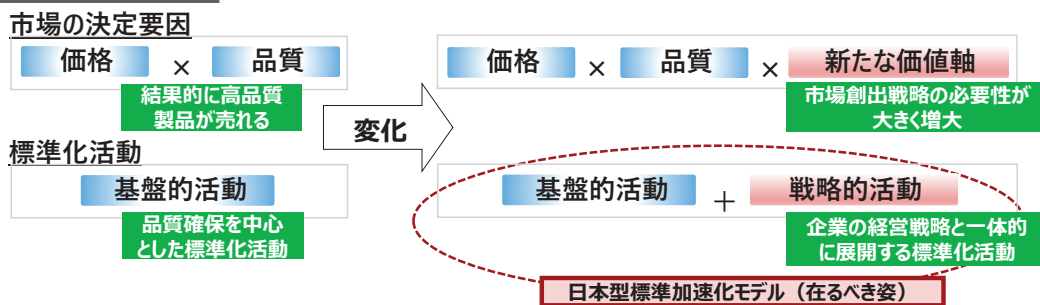 市場の決定要因
価格 × 品質
結果的に高品質
製品が売れる
変化
価格 × 品質 × 新たな価値軸
市場創出戦略の必要性が
大きく増大
標準化活動
基盤的活動
品質確保を中心
とした標準化活動
基盤的活動 + 戦略的活動
企業の経営戦略と一体的
に展開する標準化活動
日本型標準加速化モデル（在るべき姿）